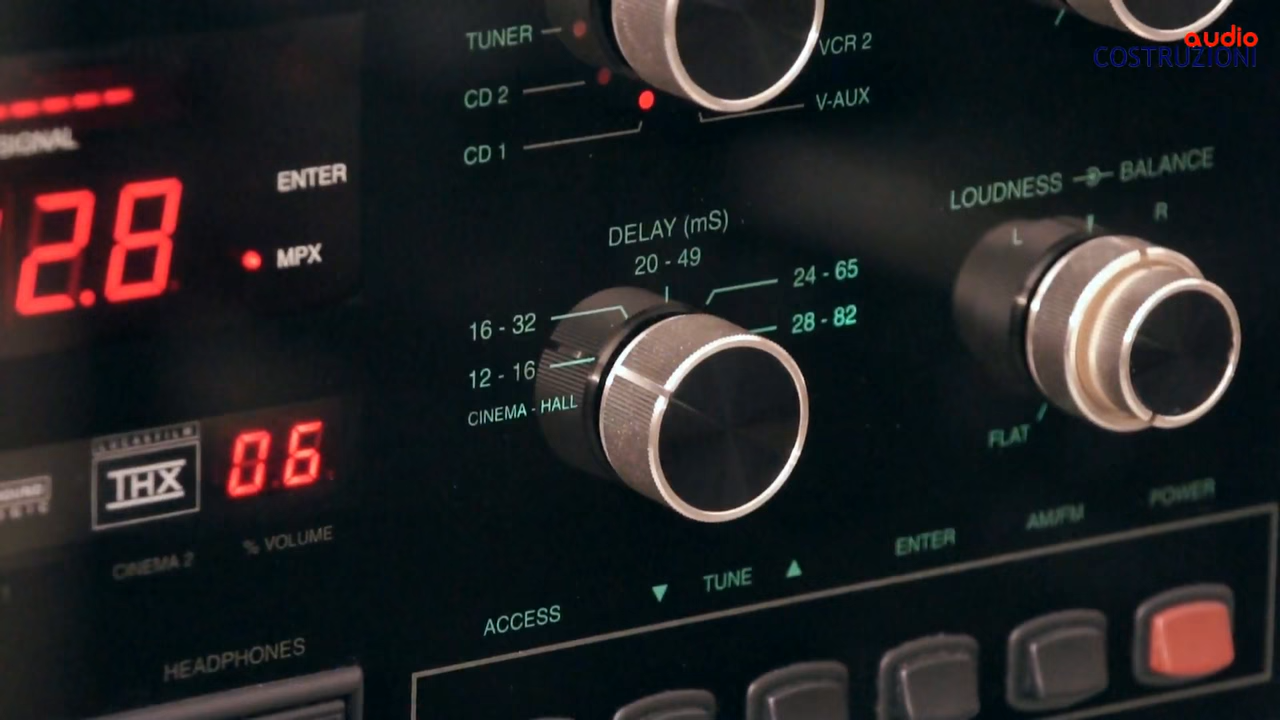 audio
COSTRUZIONI
TUNER
VCR 2
CD 2
V-AUX
CD 1
SIGNAL
ENTER
2.8
MPX
LOUDNESS
BALANCE
L
R
FLAT
DELAY (mS)
20 - 49
24 - 65
16 - 32
28 - 82
12 - 16
CINEMA - HALL
LUCASFILM
THX
06
CINEMA 2
% VOLUME
HEADPHONES
ACCESS
▼ TUNE ▲
ENTER
AM/FM
POWER